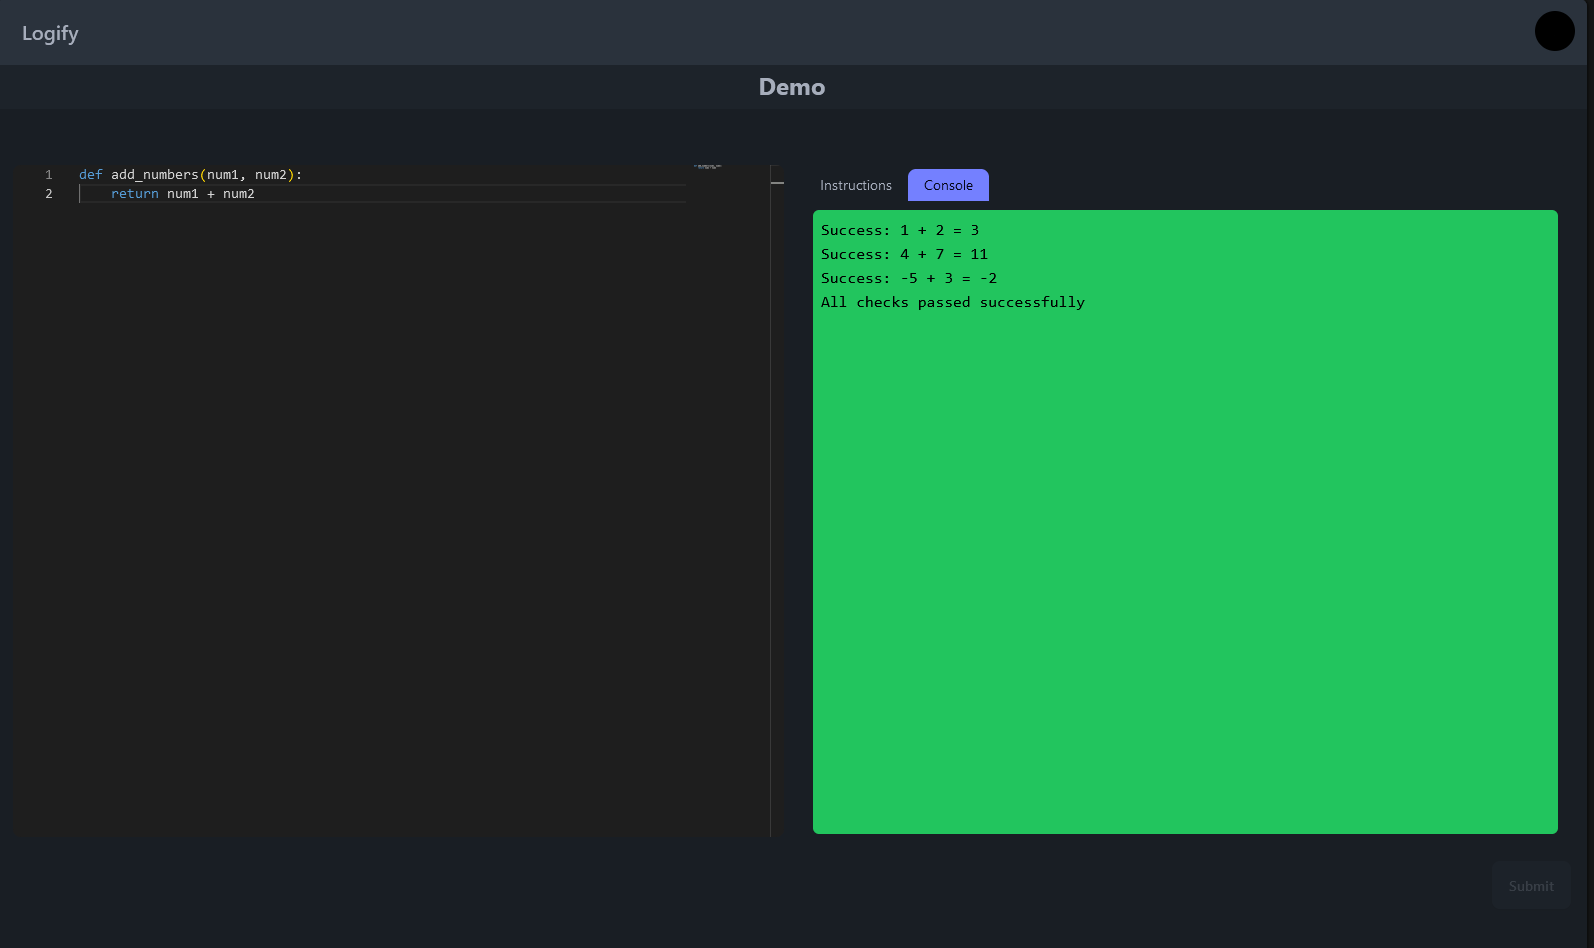 Logify
Demo
1 def add_numbers(num1, num2):
2     return num1 + num2
Instructions
Console
Success: 1 + 2 = 3
Success: 4 + 7 = 11
Success: -5 + 3 = -2
All checks passed successfully
Submit